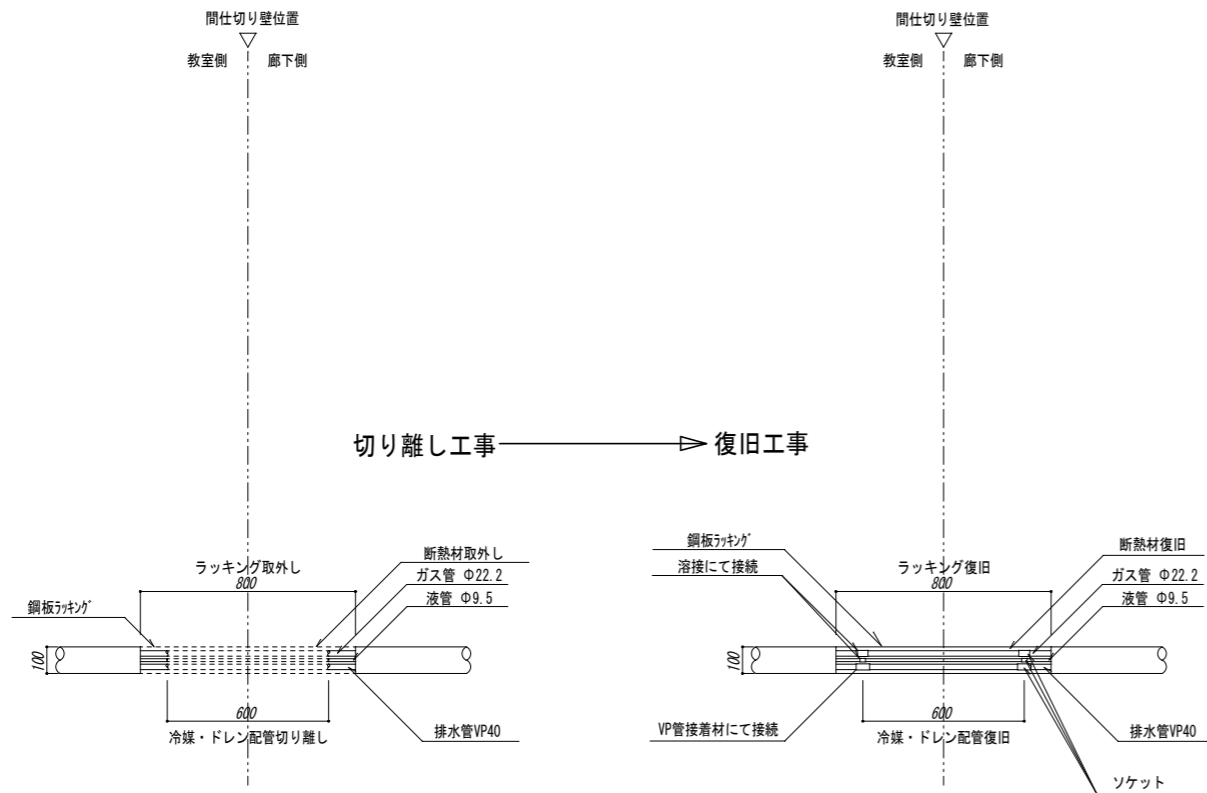 間仕切り壁位置
教室側
廊下側
間仕切り壁位置
教室側
廊下側
切り離し工事
復旧工事
ラッキング取外し
800
断熱材取外し
ガス管 Φ22.2
液管 Φ9.5
鋼板ラッキング
100
600
冷媒・ドレン配管切り離し
排水管VP40
鋼板ラッキング
溶接にて接続
ラッキング復旧
800
断熱材復旧
ガス管 Φ22.2
液管 Φ9.5
100
600
VP管接着材にて接続
冷媒・ドレン配管復旧
排水管VP40
ソケット